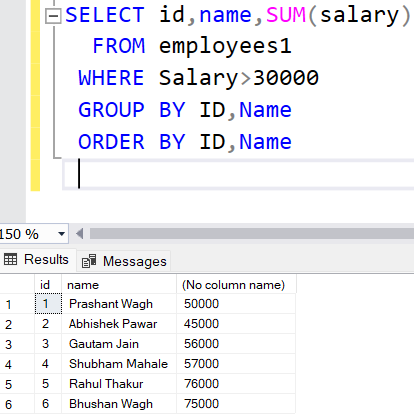 SELECT id,name,SUM(salary)
FROM employees1
WHERE Salary>30000
GROUP BY ID,Name
ORDER BY ID,Name
150 %
Results Messages
id name (No column name)
1 1 Prashant Wagh 50000
2 2 Abhishek Pawar 45000
3 3 Gautam Jain 56000
4 4 Shubham Mahale 57000
5 5 Rahul Thakur 76000
6 6 Bhushan Wagh 75000